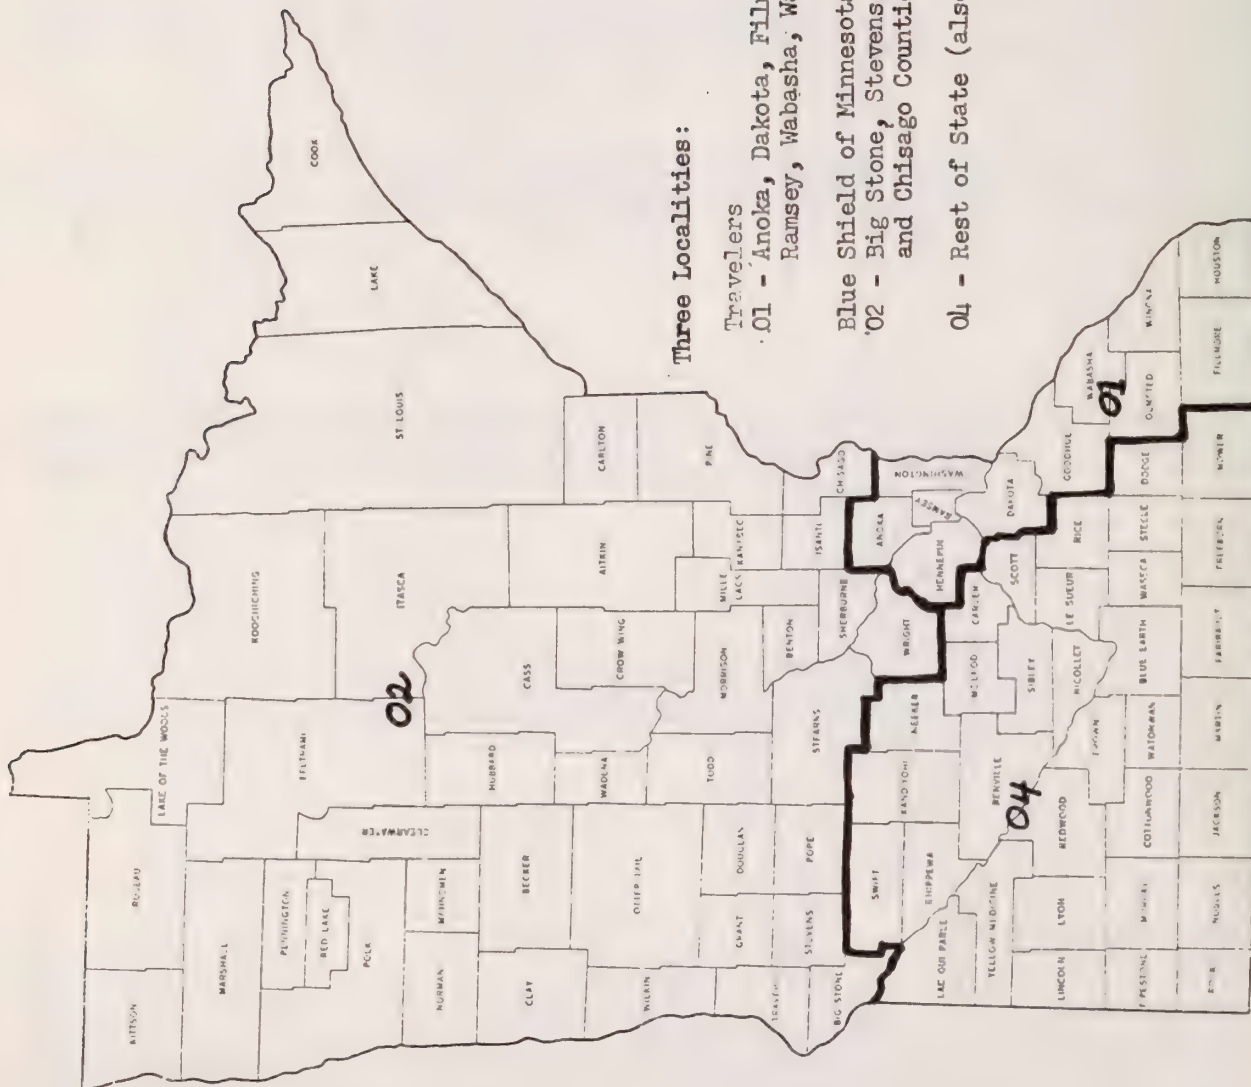 Three Localities:
Travelers
01 - Anoka, Dakota, Fil
Ramsey, Wabasha, Wa
Blue Shield of Minnesota
'02 - Big Stone, Stevens
and Chisago Counti
04 - Rest of State (als
COOK
LAKE
ST LOUIS
KOOCHICHING
ITASCA
LAKE OF THE WOODS
BELTRAMI
KITTSON
ROSEAU
MARSHALL
PENNINGTON
RED LAKE
POLK
CLEARWATER
NORMAN
MAHNOMEN
02
CASS
HUBBARD
BECKER
CLAY
AITKIN
CARLTON
CROW WING
WADENA
OTTER TAIL
WILKIN
PINE
KANABEC
MILLE
LACS
MORRISON
TODD
DOUGLAS
GRANT
CHISAGO
ISANTI
BENTON
SHERBURNE
STEARNS
POPE
STEVENS
BIG STONE
WASHINGTON
RAMSEY
ANOKA
HENNEPIN
WRIGHT
MEEKER
KANDIYOHI
SWIFT
CHIPPEWA
LAC QUI PARLE
DAKOTA
SCOTT
CARVER
MCLEOD
SIBLEY
RENVILLE
YELLOW MEDICINE
04
GOODHUE
RICE
LE SUEUR
NICOLLET
BROWN
REDWOOD
LYON
LINCOLN
WABASHA
01
WINONA
OLMSTED
DODGE
STEELE
WASECA
BLUE EARTH
WATONWAN
COTTONWOOD
MURRAY
PIPESTONE
HOUSTON
FILLMORE
MOWER
FREEBORN
FARIBAULT
MARTIN
JACKSON
NOBLES